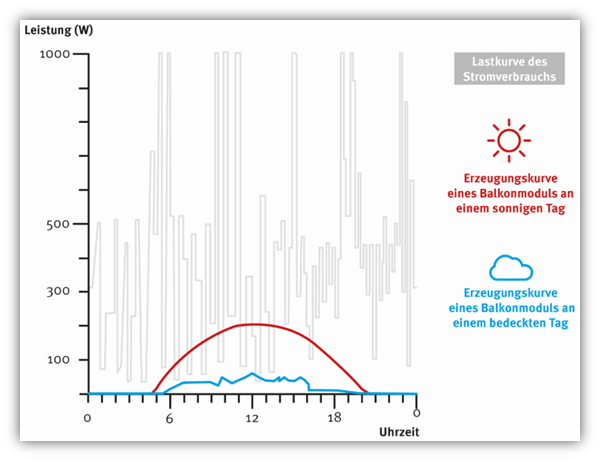 Leistung (W)
1000
500
300
100
0
6
12
18
0
Uhrzeit
Lastkurve des
Stromverbrauchs
Erzeugungskurve
eines Balkonmoduls an
einem sonnigen Tag
Erzeugungskurve
eines Balkonmoduls an
einem bedeckten Tag